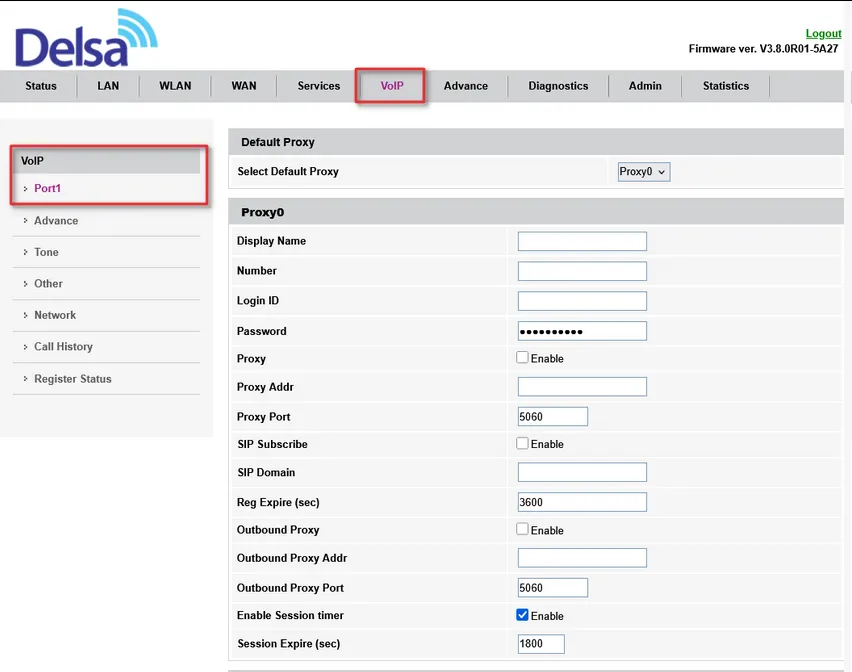 Delsa
Logout
Firmware ver. V3.8.0R01-5A27
Status LAN WLAN WAN Services VoIP Advance Diagnostics Admin Statistics
VoIP
Port1
Advance
Tone
Other
Network
Call History
Register Status
Default Proxy
Select Default Proxy Proxy0
Proxy0
Display Name
Number
Login ID
Password ••••••••••
Proxy Enable
Proxy Addr
Proxy Port 5060
SIP Subscribe Enable
SIP Domain
Reg Expire (sec) 3600
Outbound Proxy Enable
Outbound Proxy Addr
Outbound Proxy Port 5060
Enable Session timer Enable
Session Expire (sec) 1800